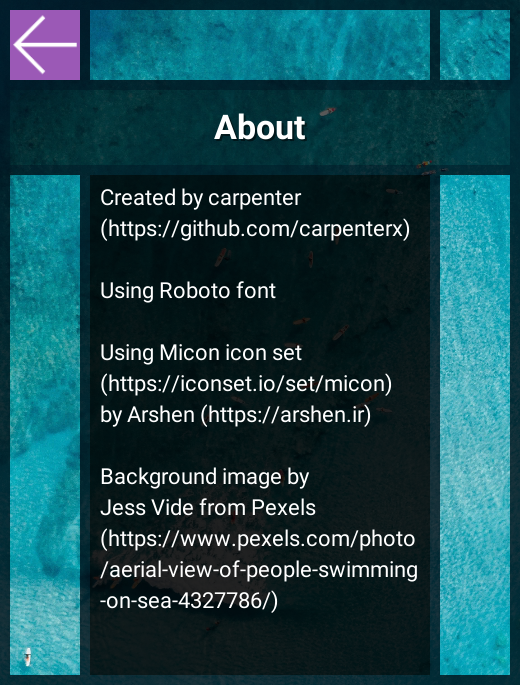 About
Created by carpenter
(https://github.com/carpenterx)
Using Roboto font
Using Micon icon set
(https://iconset.io/set/micon)
by Arshen (https://arshen.ir)
Background image by
Jess Vide from Pexels
(https://www.pexels.com/photo
/aerial-view-of-people-swimming
-on-sea-4327786/)